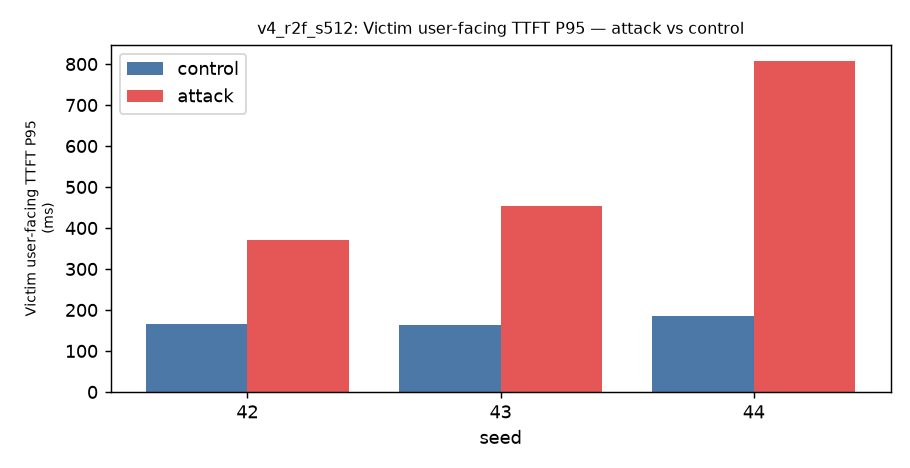 v4_r2f_s512: Victim user-facing TTFT P95 — attack vs control
control
attack
Victim user-facing TTFT P95
(ms)
800
700
600
500
400
300
200
100
0
42
43
44
seed